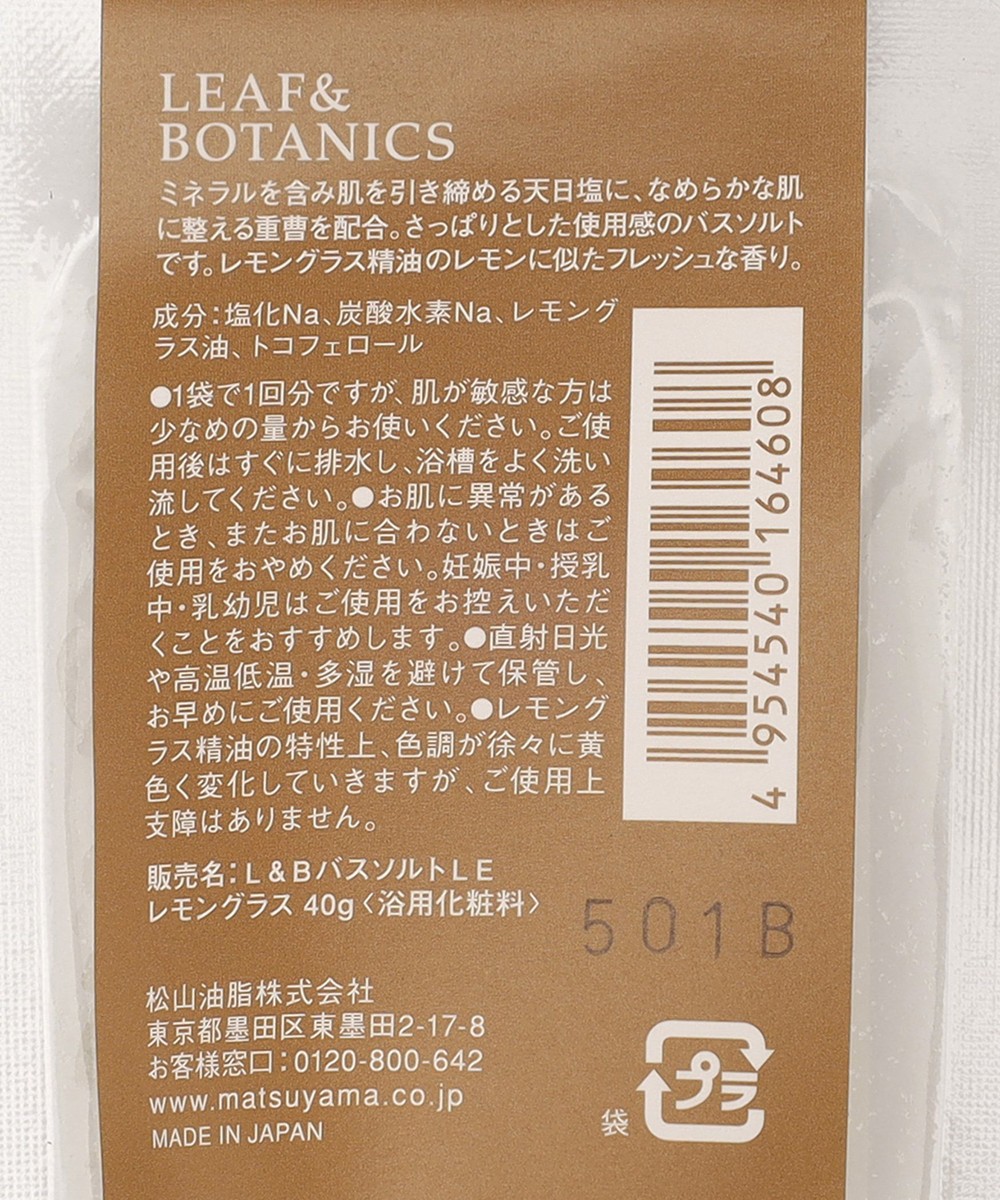 LEAF&
BOTANICS
ミネラルを含み肌を引き締める天日塩に、なめらかな肌
に整える重曹を配合。さっぱりとした使用感のバスソルト
です。レモングラス精油のレモンに似たフレッシュな香り。
成分:塩化Na、炭酸水素Na、レモング
ラス油、トコフェロール
●1袋で1回分ですが、肌が敏感な方は
少なめの量からお使いください。ご使
用後はすぐに排水し、浴槽をよく洗い
流してください。●お肌に異常がある
とき、またお肌に合わないときはご
使用をおやめください。妊娠中・授乳
中・乳幼児はご使用をお控えいただ
くことをおすすめします。●直射日光
や高温低温・多湿を避けて保管し、
お早めにご使用ください。●レモング
ラス精油の特性上、色調が徐々に黄
色く変化していきますが、ご使用上
支障はありません。
4954540164608
販売名:L&BバスソルトLE
レモングラス 40g〈浴用化粧料〉
501B
松山油脂株式会社
東京都墨田区東墨田2-17-8
お客様窓口:0120-800-642
www.matsuyama.co.jp
MADE IN JAPAN
袋
プラ